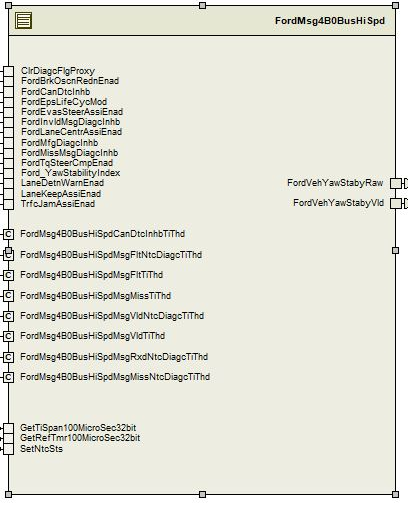 FordMsg4B0BusHiSpd
ClrDiagcFlgProxy
FordBrkOscnRednEnad
FordCanDtcInhb
FordEpsLifeCycMod
FordEvasSteerAssiEnad
FordInvldMsgDiagcInhb
FordLaneCentrAssiEnad
FordMfgDiagcInhb
FordMissMsgDiagcInhb
FordTqSteerCmpEnad
Ford_YawStabilityIndex
LaneDetnWarnEnad
LaneKeepAssiEnad
TrfcJamAssiEnad
FordVehYawStabyRaw
FordVehYawStabyVld
C FordMsg4B0BusHiSpdCanDtcInhbTiThd
C FordMsg4B0BusHiSpdMsgFltNtcDiagcTiThd
C FordMsg4B0BusHiSpdMsgFltTiThd
C FordMsg4B0BusHiSpdMsgMissTiThd
C FordMsg4B0BusHiSpdMsgVldNtcDiagcTiThd
C FordMsg4B0BusHiSpdMsgVldTiThd
C FordMsg4B0BusHiSpdMsgRxdNtcDiagcTiThd
C FordMsg4B0BusHiSpdMsgMissNtcDiagcTiThd
GetTiSpan100MicroSec32bit
GetRefTmr100MicroSec32bit
SetNtcSts